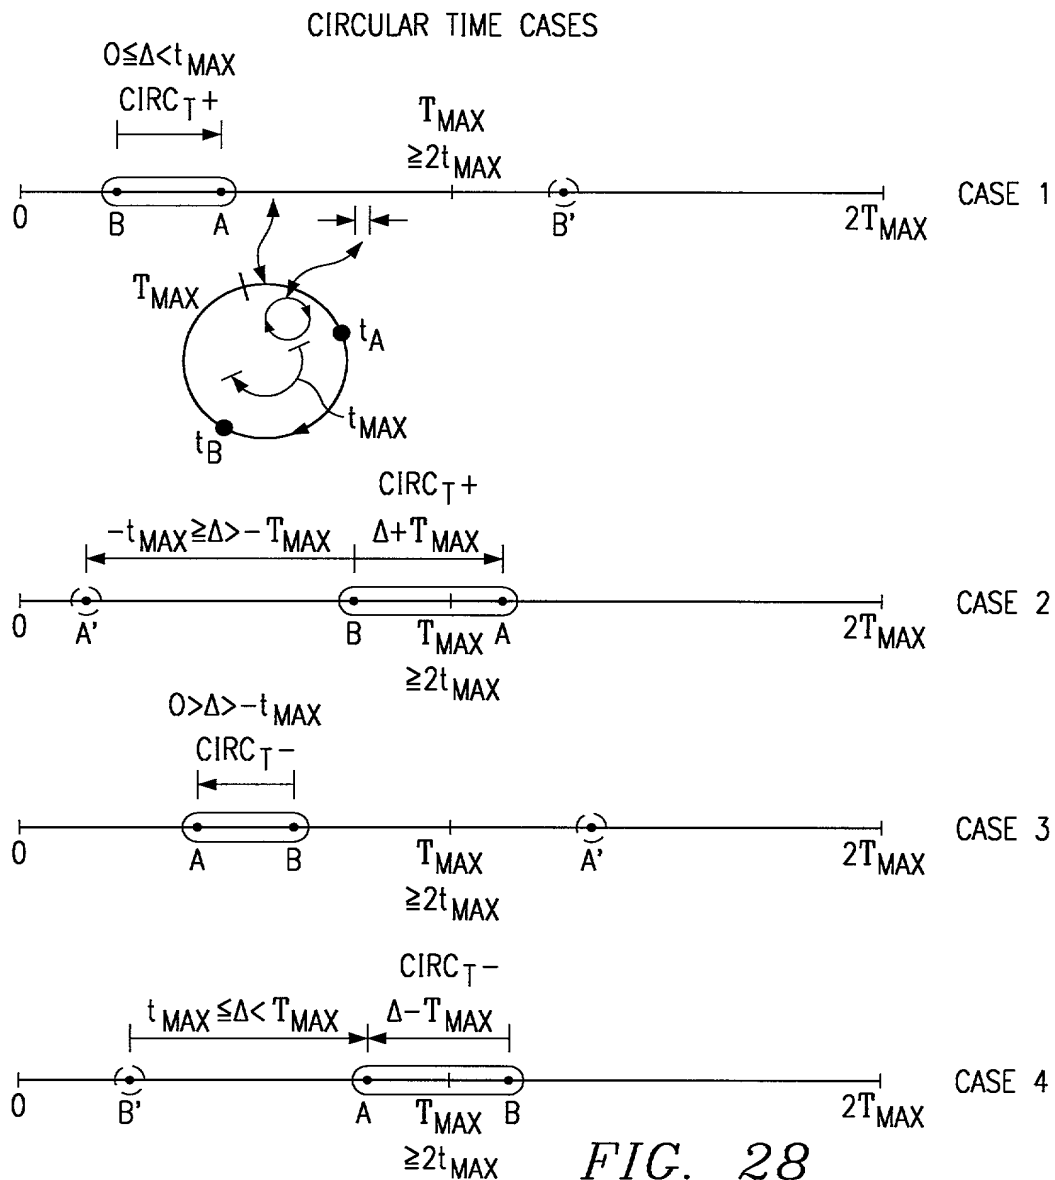 CIRCULAR TIME CASES
0≦Δ<tMAX
CIRCT+
TMAX
≧2tMAX
0
B
A
B'
2TMAX
CASE 1
TMAX
tA
tMAX
tB
CIRCT+
-tMAX≧Δ>-TMAX
Δ+TMAX
0
A'
B
TMAX
A
2TMAX
CASE 2
≧2tMAX
0>Δ>-tMAX
CIRCT-
0
A
B
TMAX
A'
2TMAX
CASE 3
≧2tMAX
CIRCT-
tMAX≦Δ<TMAX
Δ-TMAX
0
B'
A
TMAX
B
2TMAX
CASE 4
≧2tMAX
FIG. 28